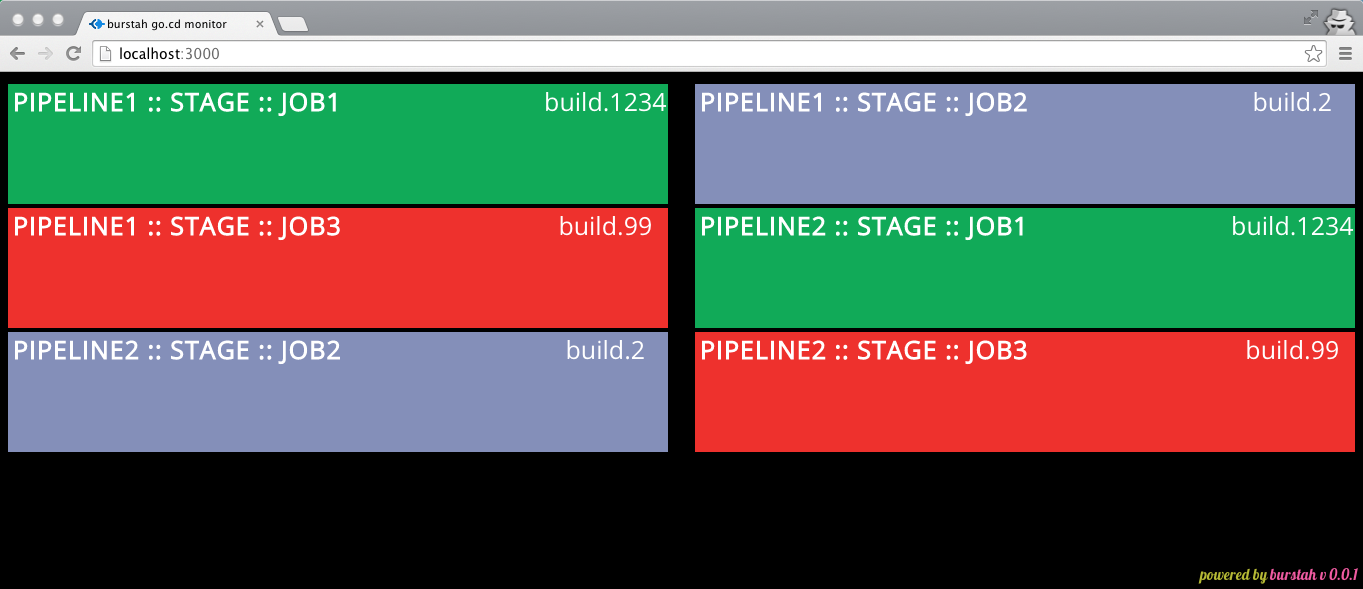 burstah go.cd monitor
localhost:3000
PIPELINE1 :: STAGE :: JOB1 build.1234
PIPELINE1 :: STAGE :: JOB2 build.2
PIPELINE1 :: STAGE :: JOB3 build.99
PIPELINE2 :: STAGE :: JOB1 build.1234
PIPELINE2 :: STAGE :: JOB2 build.2
PIPELINE2 :: STAGE :: JOB3 build.99
powered by burstah v 0.0.1